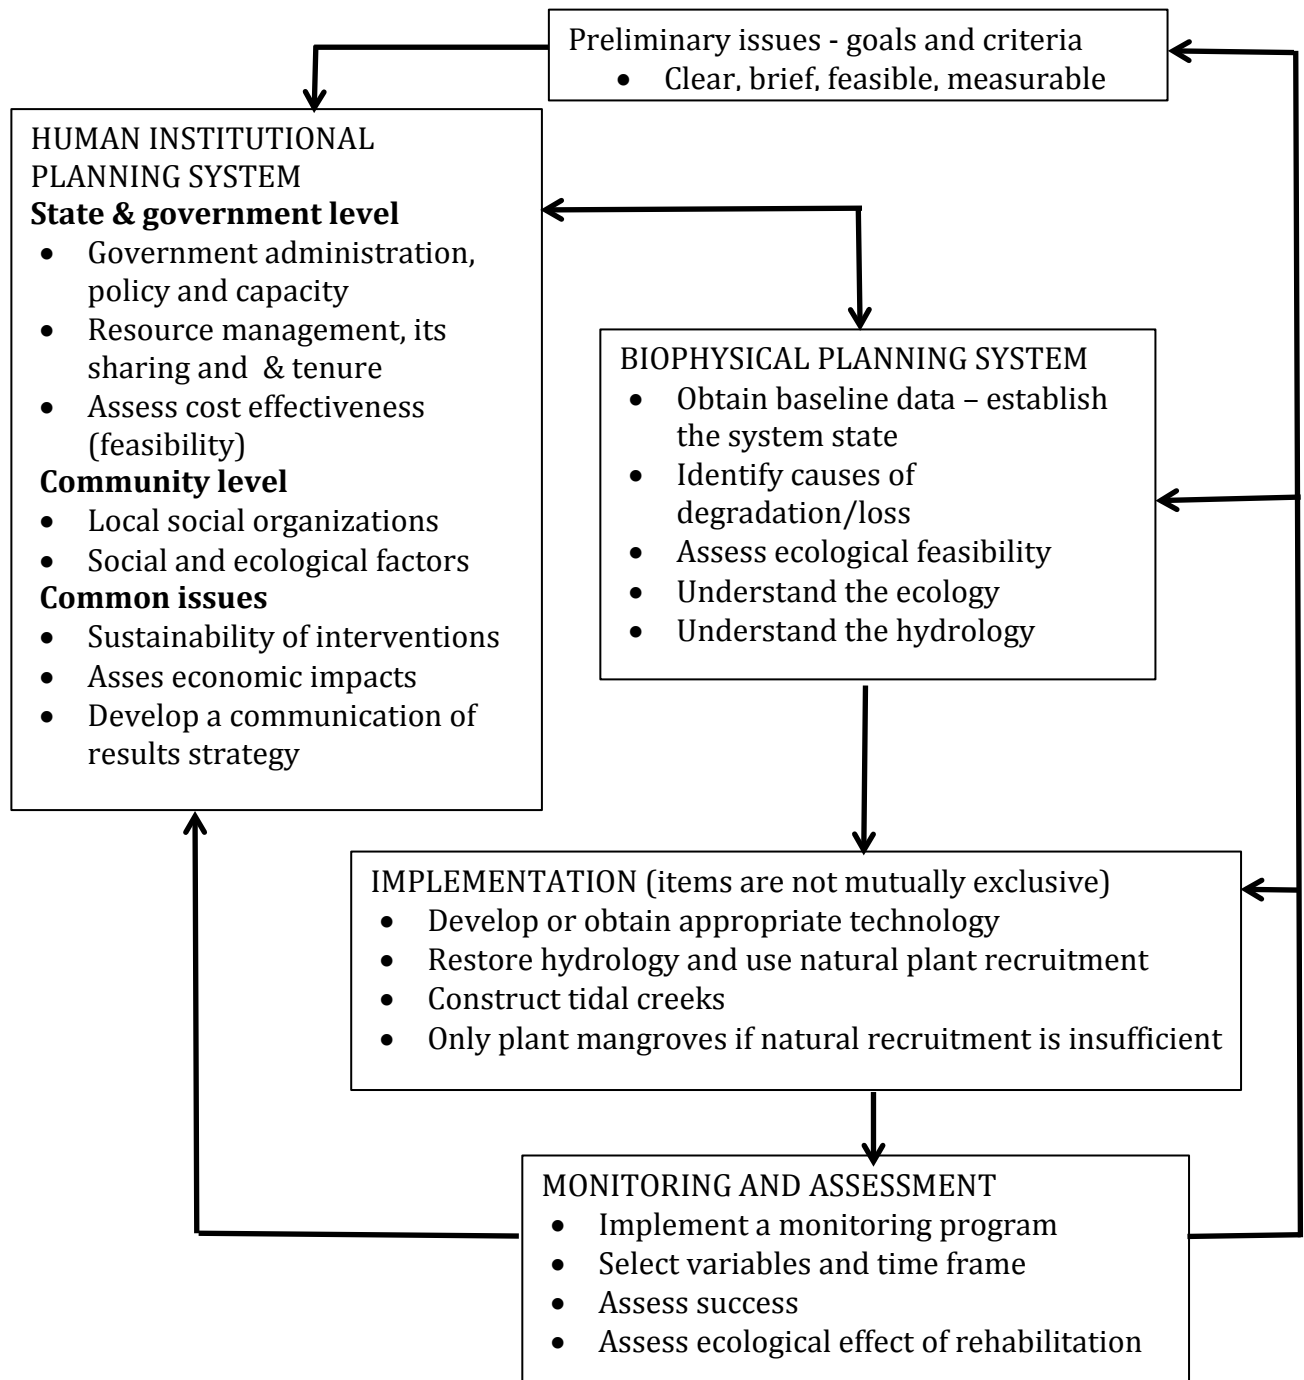 Preliminary issues - goals and criteria
• Clear, brief, feasible, measurable
HUMAN INSTITUTIONAL
PLANNING SYSTEM
State & government level
• Government administration,
policy and capacity
• Resource management, its
sharing and & tenure
• Assess cost effectiveness
(feasibility)
Community level
• Local social organizations
• Social and ecological factors
Common issues
• Sustainability of interventions
• Asses economic impacts
• Develop a communication of
results strategy
BIOPHYSICAL PLANNING SYSTEM
• Obtain baseline data – establish
the system state
• Identify causes of
degradation/loss
• Assess ecological feasibility
• Understand the ecology
• Understand the hydrology
IMPLEMENTATION (items are not mutually exclusive)
• Develop or obtain appropriate technology
• Restore hydrology and use natural plant recruitment
• Construct tidal creeks
• Only plant mangroves if natural recruitment is insufficient
MONITORING AND ASSESSMENT
• Implement a monitoring program
• Select variables and time frame
• Assess success
• Assess ecological effect of rehabilitation